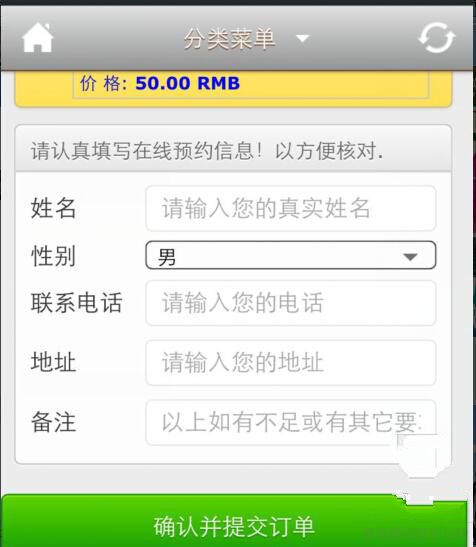 分类菜单
价 格: 50.00 RMB
请认真填写在线预约信息！以方便核对.
姓名 请输入您的真实姓名
性别 男
联系电话 请输入您的电话
地址 请输入您的地址
备注 以上如有不足或有其它要
确认并提交订单